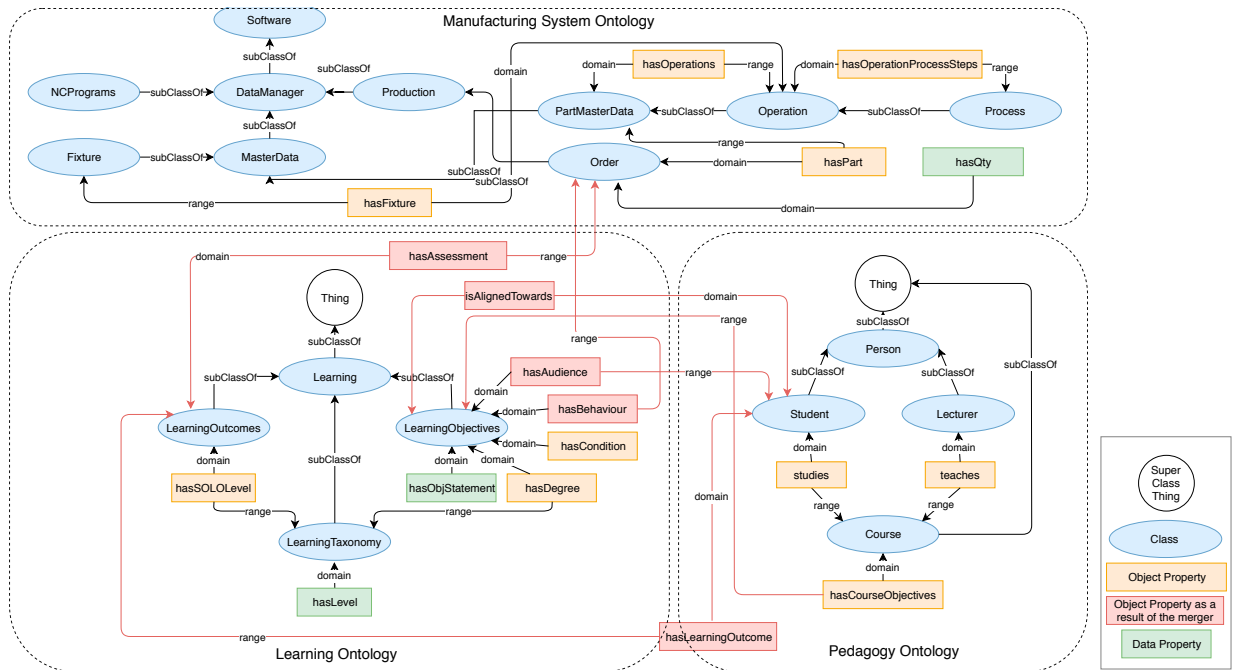 Manufacturing System Ontology
Software
subClassOf
domain
hasOperations
domain
range
hasOperationProcessSteps
domain
range
NCPrograms
subClassOf
DataManager
subClassOf
Production
PartMasterData
subClassOf
Operation
subClassOf
Process
subClassOf
Fixture
subClassOf
MasterData
subClassOf
subClassOf
Order
range
domain
hasPart
hasQty
range
hasFixture
domain
domain
hasAssessment
range
Thing
isAlignedTowards
domain
Thing
range
subClassOf
range
subClassOf
Person
subClassOf
Learning
subClassOf
hasAudience
range
subClassOf
subClassOf
subClassOf
domain
hasBehaviour
domain
LearningOutcomes
LearningObjectives
Student
Lecturer
domain
hasCondition
domain
domain
domain
domain
domain
hasSOLOLevel
subClassOf
hasObjStatement
hasDegree
domain
studies
teaches
range
range
range
range
LearningTaxonomy
Course
domain
domain
hasLevel
hasCourseObjectives
range
hasLearningOutcome
Learning Ontology
Pedagogy Ontology
Super
Class
Thing
Class
Object Property
Object Property as a
result of the merger
Data Property